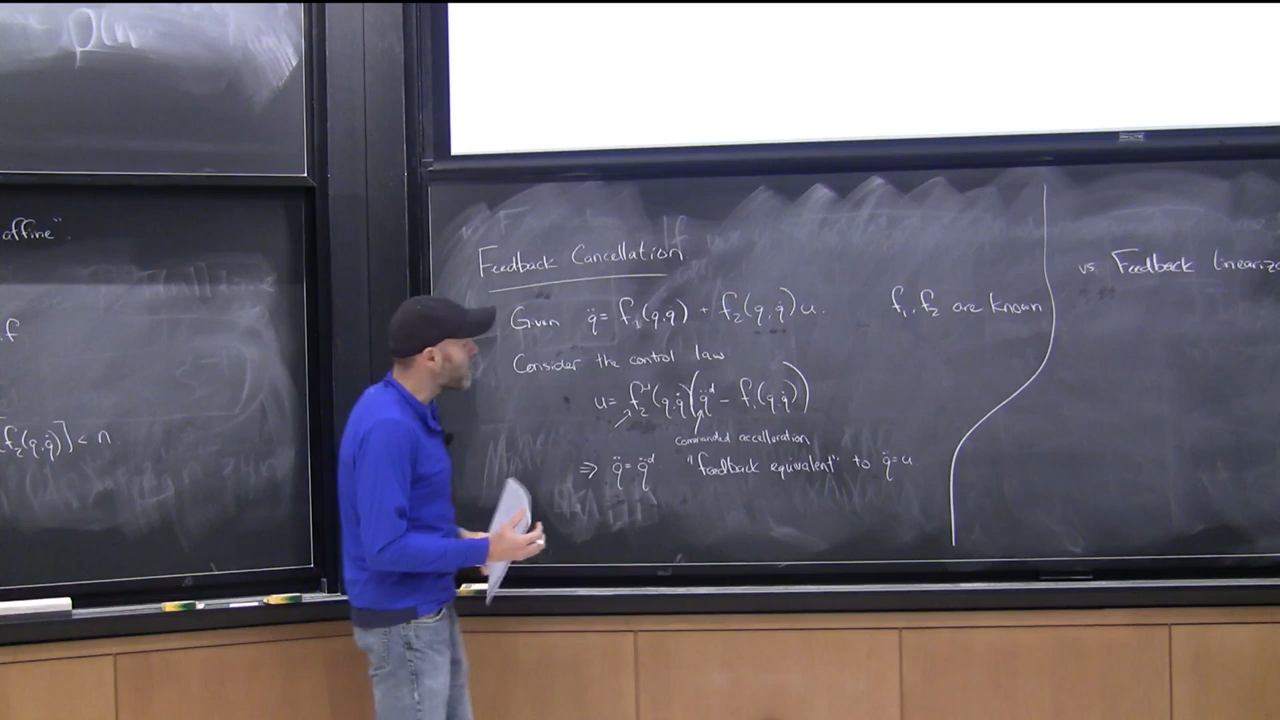 affine".
[f₂(q,q̇)] < n
Feedback Cancellation
Given q̈ = f₁(q,q̇) + f₂(q,q̇)u. f₁, f₂ are known
Consider the control law
u = f₂⁻¹(q,q̇)(q̈ᵈ - f₁(q,q̇))
commanded accelleration
⇒ q̈ = q̈ᵈ "feedback equivalent" to q̈ = u
vs Feedback